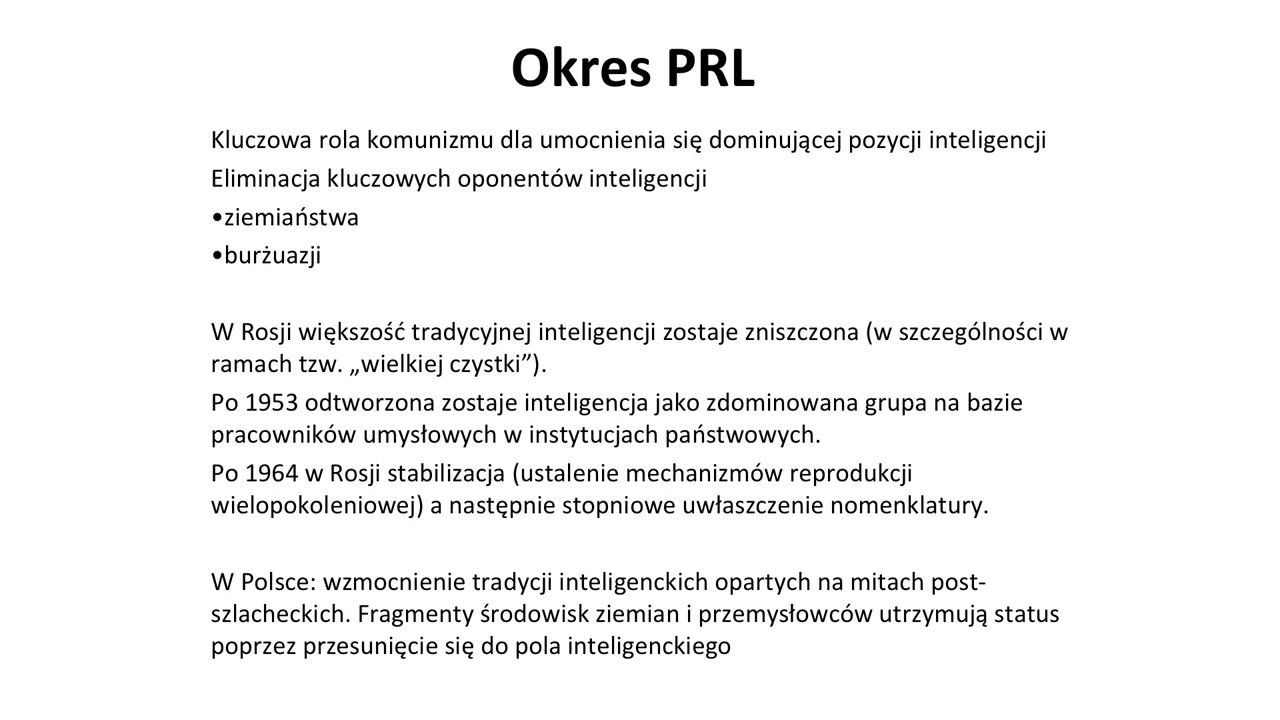 Okres PRL
Kluczowa rola komunizmu dla umocnienia się dominującej pozycji inteligencji
Eliminacja kluczowych oponentów inteligencji
•ziemiaństwa
•burżuazji
W Rosji większość tradycyjnej inteligencji zostaje zniszczona (w szczególności w
ramach tzw. „wielkiej czystki”).
Po 1953 odtworzona zostaje inteligencja jako zdominowana grupa na bazie
pracowników umysłowych w instytucjach państwowych.
Po 1964 w Rosji stabilizacja (ustalenie mechanizmów reprodukcji
wielopokoleniowej) a następnie stopniowe uwłaszczenie nomenklatury.
W Polsce: wzmocnienie tradycji inteligenckich opartych na mitach post-
szlacheckich. Fragmenty środowisk ziemian i przemysłowców utrzymują status
poprzez przesunięcie się do pola inteligenckiego